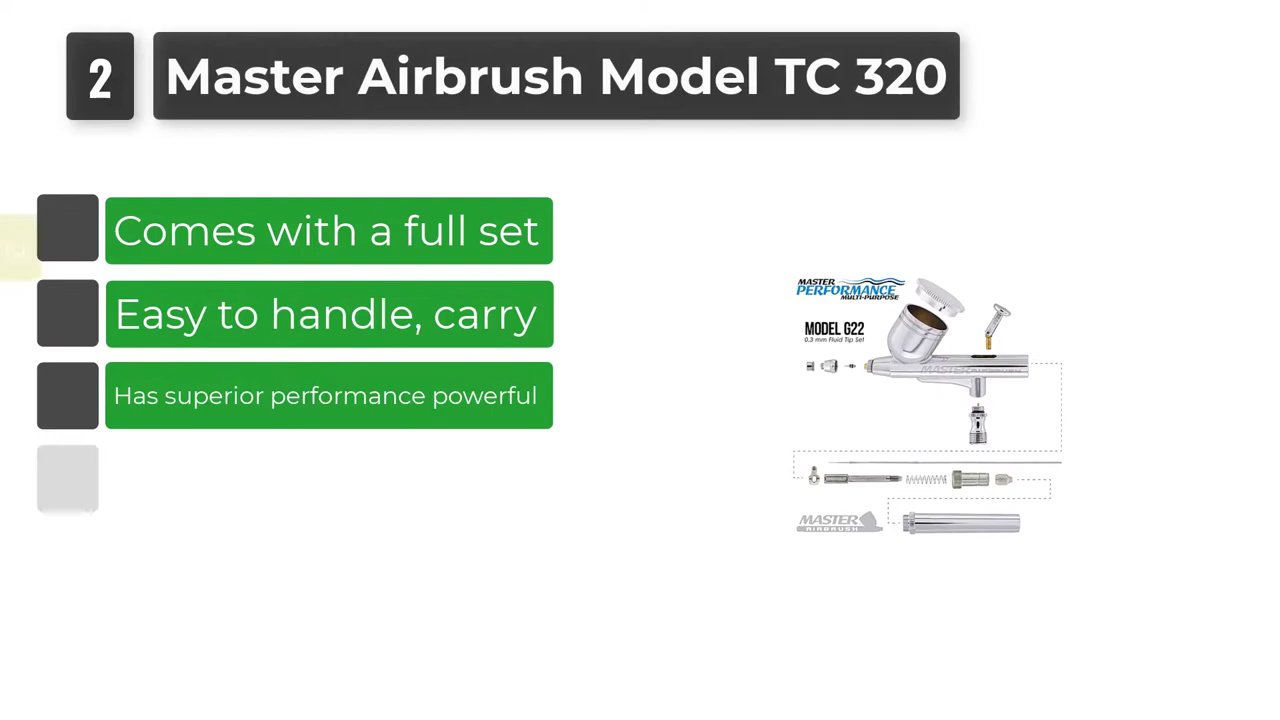 2
Master Airbrush Model TC 320
Comes with a full set
Easy to handle, carry
Has superior performance powerful
MASTER
PERFORMANCE
MULTI-PURPOSE
MODEL G22
0.3 mm Fluid Tip Set
MASTER
MASTER
AIRBRUSH